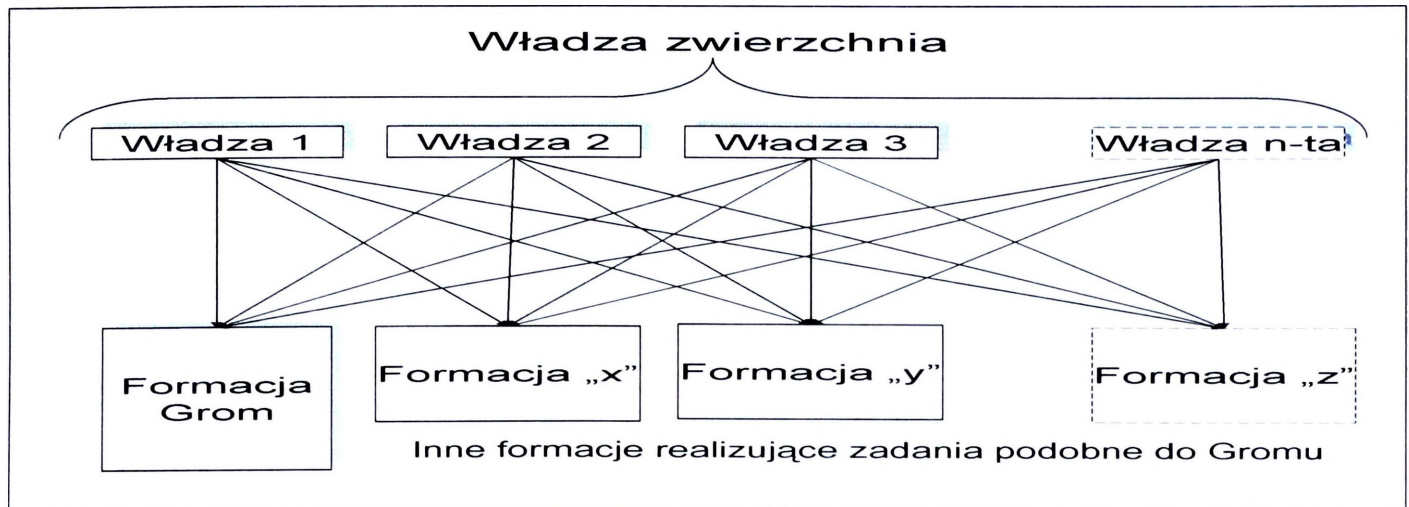 Władza zwierzchnia
Władza 1
Władza 2
Władza 3
Władza n-ta
Formacja
Grom
Formacja „x”
Formacja „y”
Formacja „z”
Inne formacje realizujące zadania podobne do Gromu